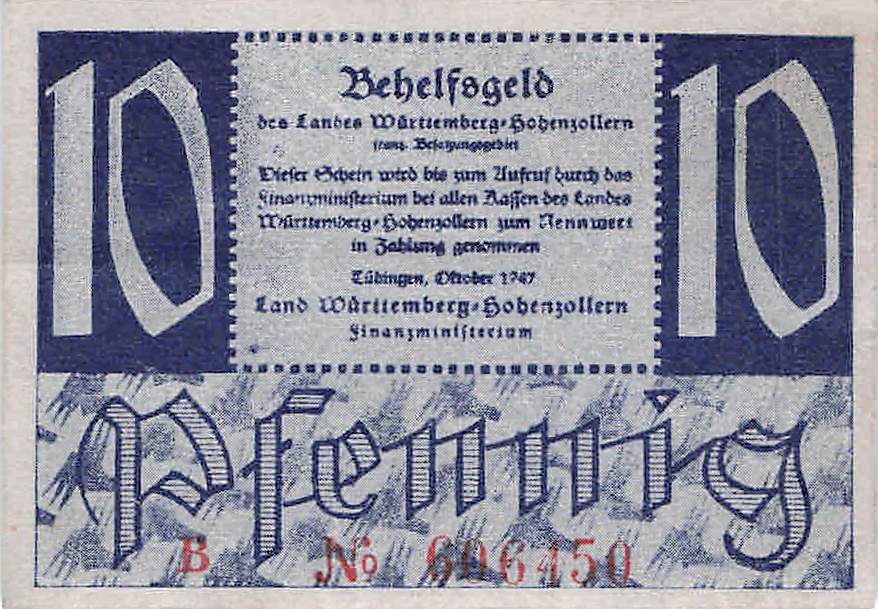 10
10
Behelfsgeld
des Landes Württemberg-Hohenzollern
franz. Besatzungsgebiet
Dieser Schein wird bis zum Aufruf durch das
Finanzministerium bei allen Kassen des Landes
Württemberg-Hohenzollern zum Nennwert
in Zahlung genommen
Tübingen, Oktober 1947
Land Württemberg-Hohenzollern
Finanzministerium
Pfennig
B № 606450